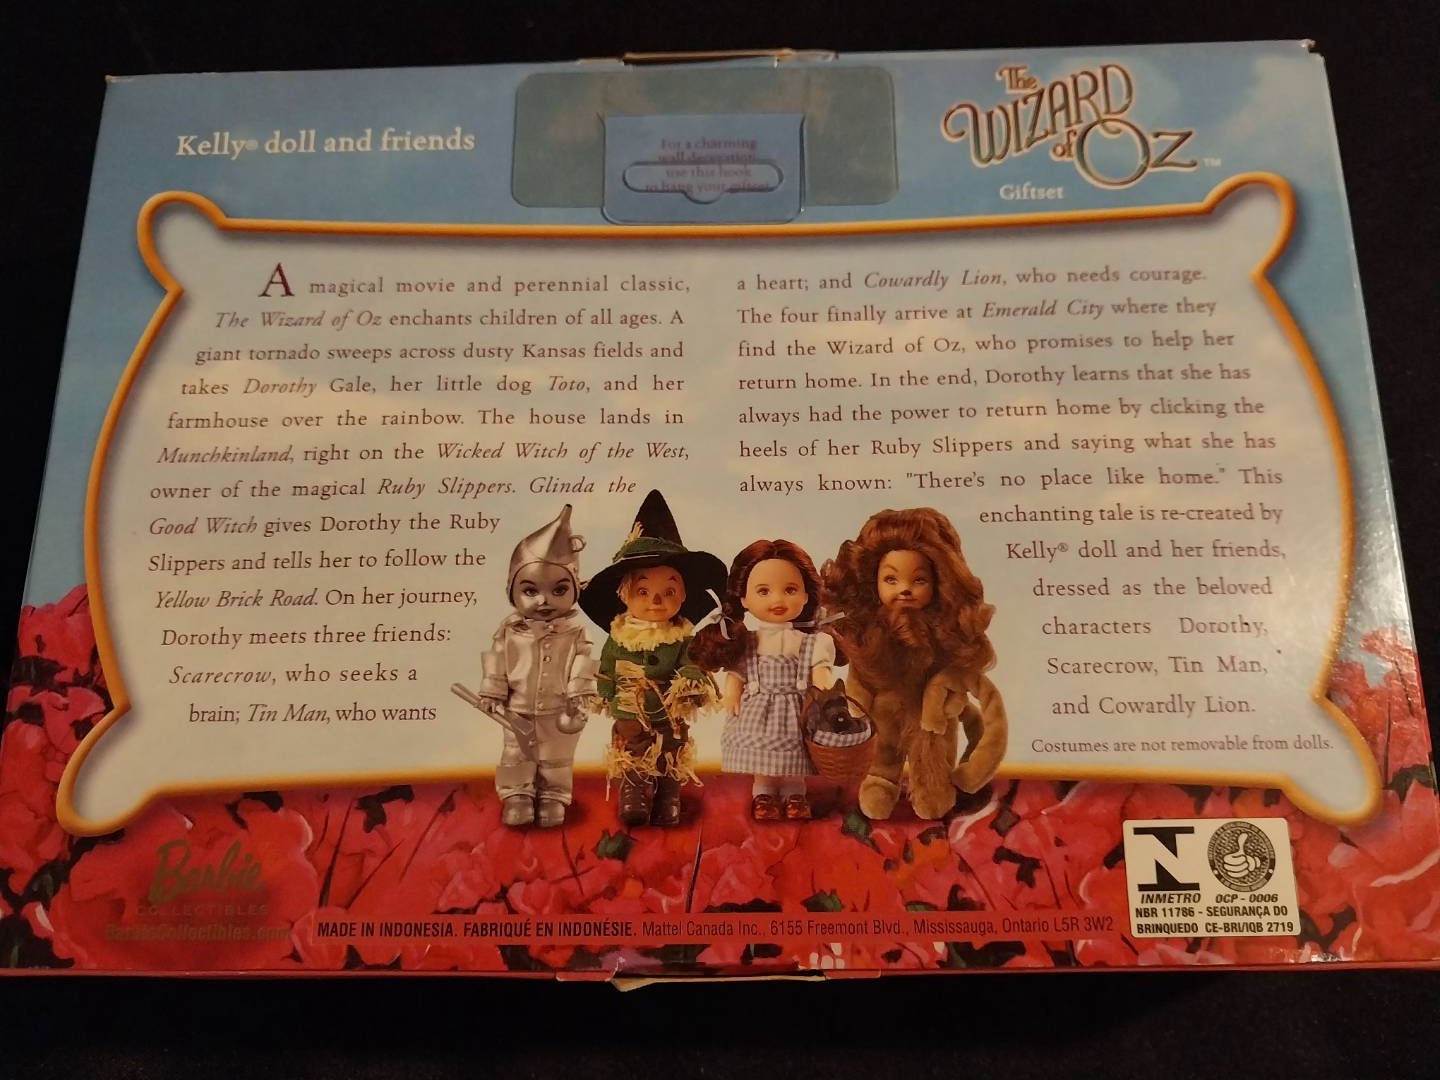 Kelly® doll and friends
For a charming
wall decoration
use this hook
to hang your giftset
The
WIZARD
of OZ™
Giftset
A magical movie and perennial classic,
The Wizard of Oz enchants children of all ages. A
giant tornado sweeps across dusty Kansas fields and
takes Dorothy Gale, her little dog Toto, and her
farmhouse over the rainbow. The house lands in
Munchkinland, right on the Wicked Witch of the West,
owner of the magical Ruby Slippers. Glinda the
Good Witch gives Dorothy the Ruby
Slippers and tells her to follow the
Yellow Brick Road. On her journey,
Dorothy meets three friends:
Scarecrow, who seeks a
brain; Tin Man, who wants
a heart; and Cowardly Lion, who needs courage.
The four finally arrive at Emerald City where they
find the Wizard of Oz, who promises to help her
return home. In the end, Dorothy learns that she has
always had the power to return home by clicking the
heels of her Ruby Slippers and saying what she has
always known: "There's no place like home." This
enchanting tale is re-created by
Kelly® doll and her friends,
dressed as the beloved
characters Dorothy,
Scarecrow, Tin Man,
and Cowardly Lion.
Costumes are not removable from dolls.
Barbie
COLLECTIBLES
BarbieCollectibles.com
MADE IN INDONESIA. FABRIQUÉ EN INDONÉSIE. Mattel Canada Inc., 6155 Freemont Blvd., Mississauga, Ontario L5R 3W2
N
INMETRO OCP - 0006
NBR 11786 - SEGURANÇA DO
BRINQUEDO CE-BRI/IQB 2719